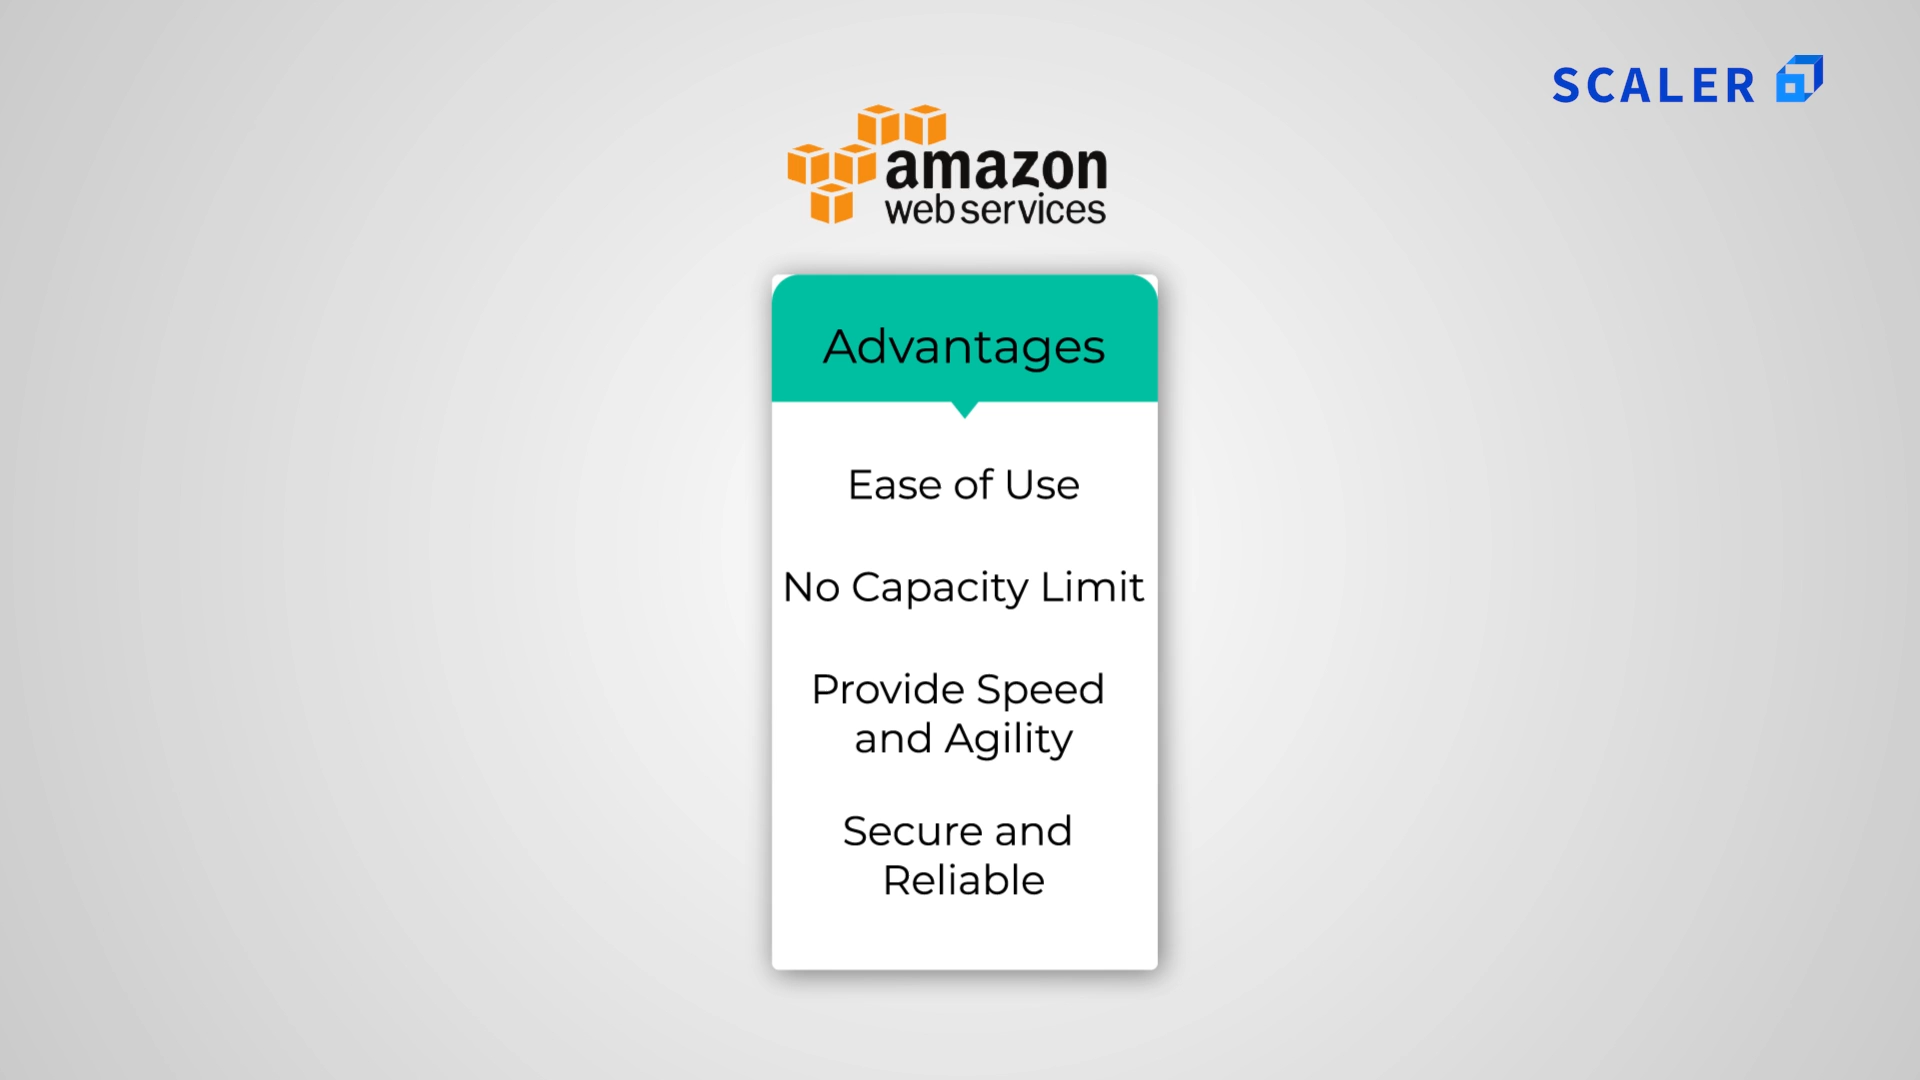 SCALER
amazon
web services
Advantages
Ease of Use
No Capacity Limit
Provide Speed
and Agility
Secure and
Reliable